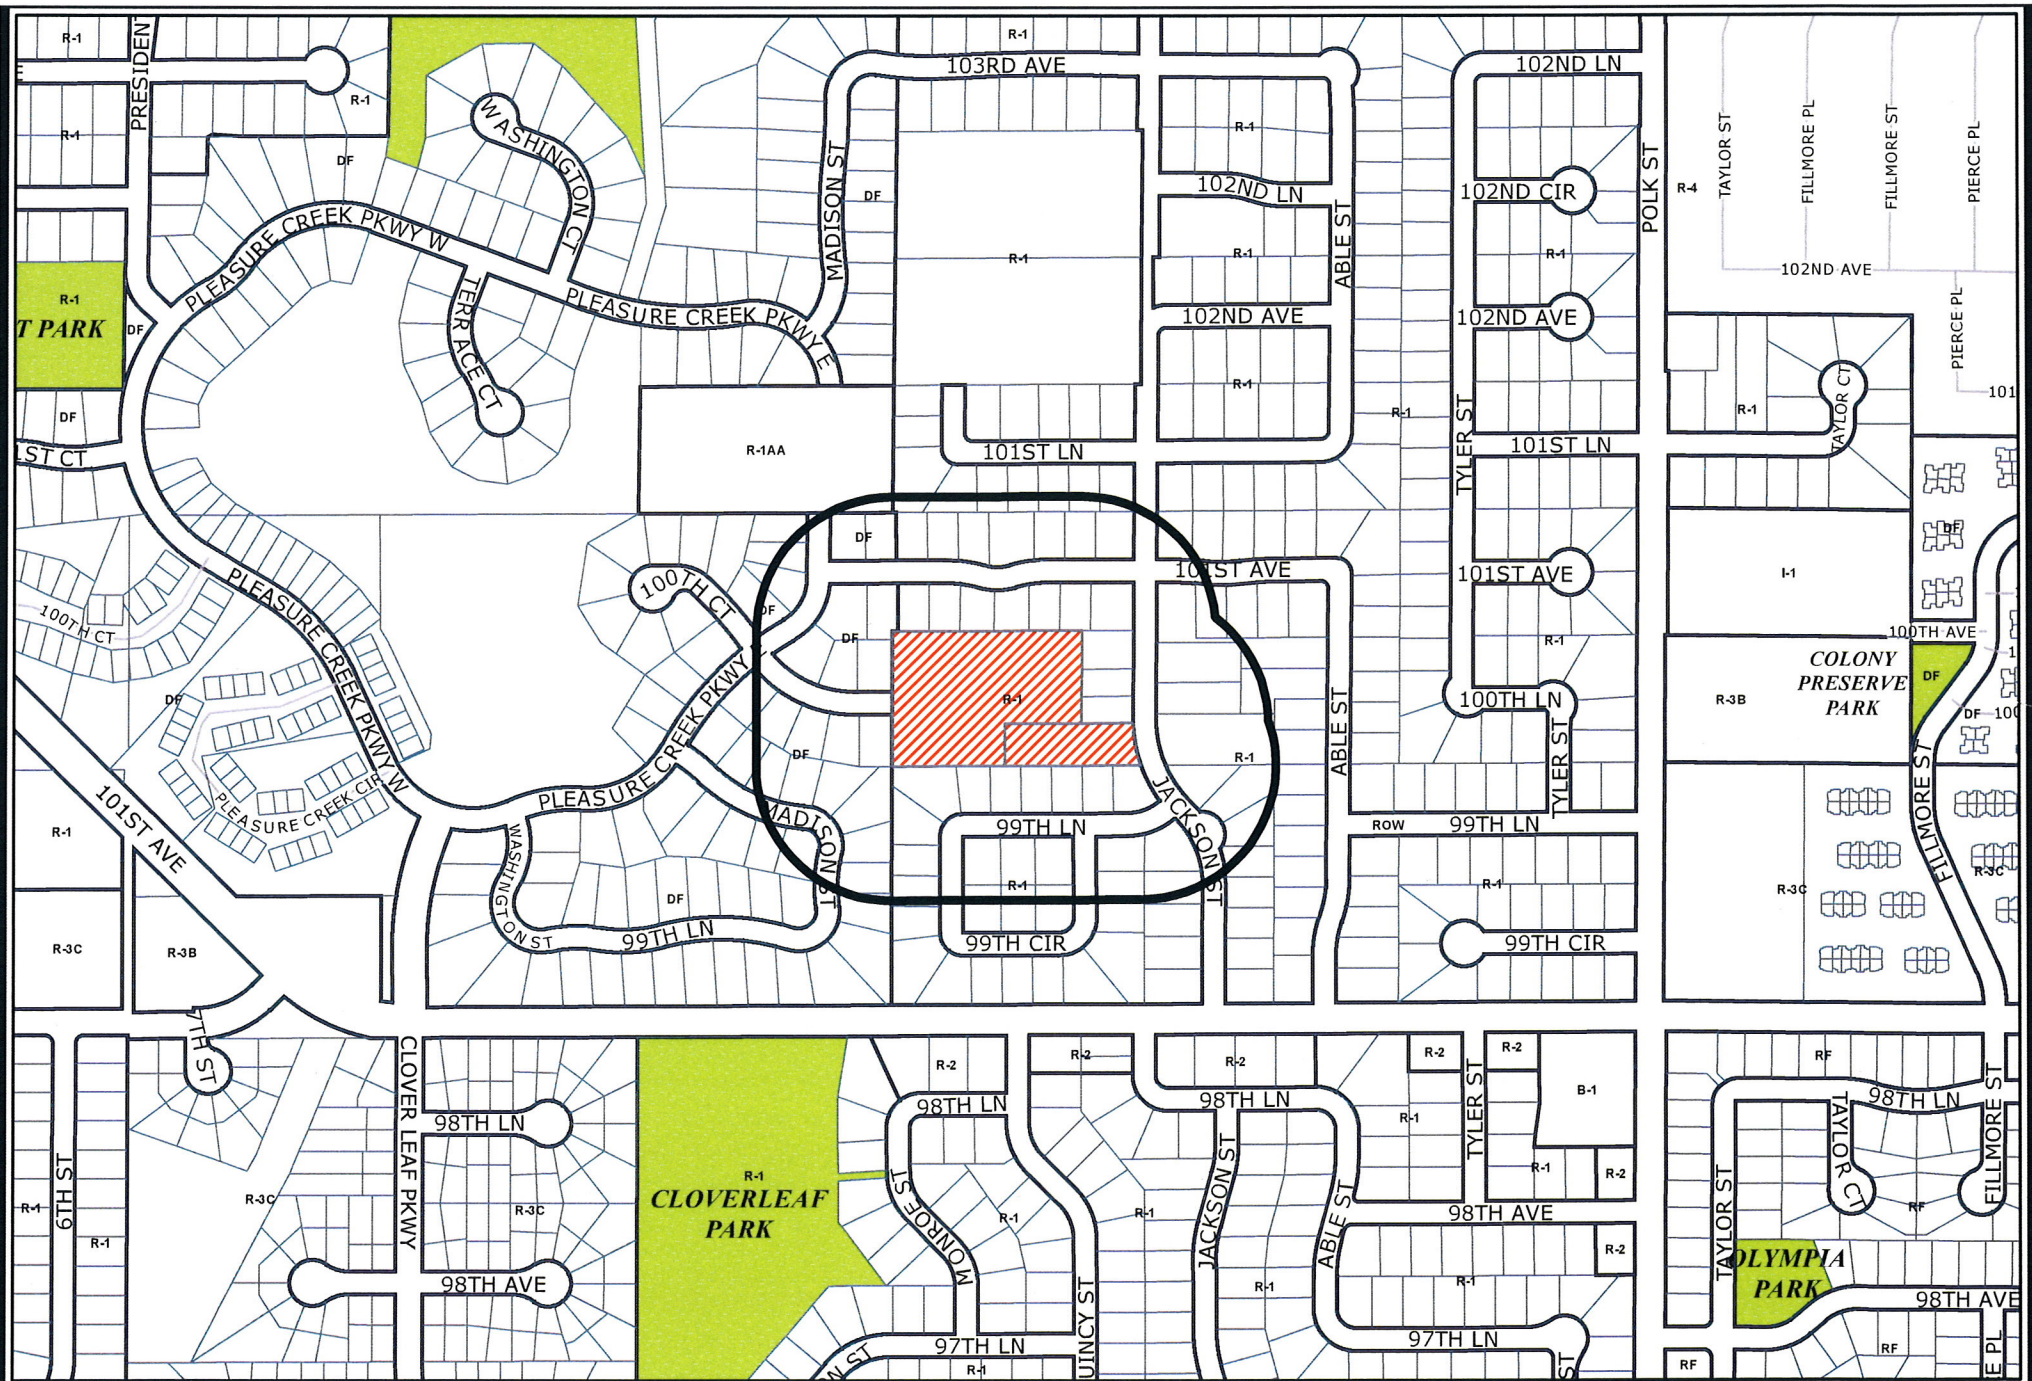 R-1
PRESIDENT
R-1
103RD AVE
102ND LN
R-1
R-1
WASHINGTON CT
R-1
TAYLOR ST
FILLMORE PL
FILLMORE ST
PIERCE PL
DF
MADISON ST
DF
102ND LN
ABLE ST
102ND CIR
POLK ST
R-4
PLEASURE CREEK PKWY W
R-1
R-1
R-1
102ND AVE
R-1
T PARK
DF
TERRACE CT
PLEASURE CREEK PKWY E
102ND AVE
102ND AVE
PIERCE PL
R-1
R-1
TYLER ST
R-1
TAYLOR CT
101
DF
1ST CT
R-1AA
101ST LN
101ST LN
DF
DF
I-1
100TH CT
101ST AVE
101ST AVE
100TH CT
DF
DF
R-1
100TH AVE
PLEASURE CREEK PKWY W
COLONY
PRESERVE
PARK
DF
DF
R-1
100TH LN
R-3B
DF
100
PLEASURE CREEK PKWY
DF
ABLE ST
TYLER ST
R-1
JACKSON ST
FILLMORE ST
PLEASURE CREEK CIR
101ST AVE
R-1
WASHINGTON ST
MADISON ST
99TH LN
ROW
99TH LN
DF
R-1
R-1
R-3C
R-3C
R-3C
R-3B
99TH LN
99TH CIR
99TH CIR
7TH ST
CLOVER LEAF PKWY
R-2
R-2
R-2
R-2
R-2
RF
B-1
98TH LN
98TH LN
98TH LN
R-1
TYLER ST
TAYLOR CT
98TH LN
FILLMORE ST
6TH ST
R-1
R-1
R-3C
R-3C
R-1
CLOVERLEAF
PARK
MONROE ST
R-1
R-1
JACKSON ST
ABLE ST
R-1
R-2
98TH AVE
TAYLOR ST
RF
R-2
98TH AVE
QUINCY ST
R-1
R-1
OLYMPIA
PARK
98TH AVE
97TH LN
R-1
97TH LN
ST
RF
RF
E PL